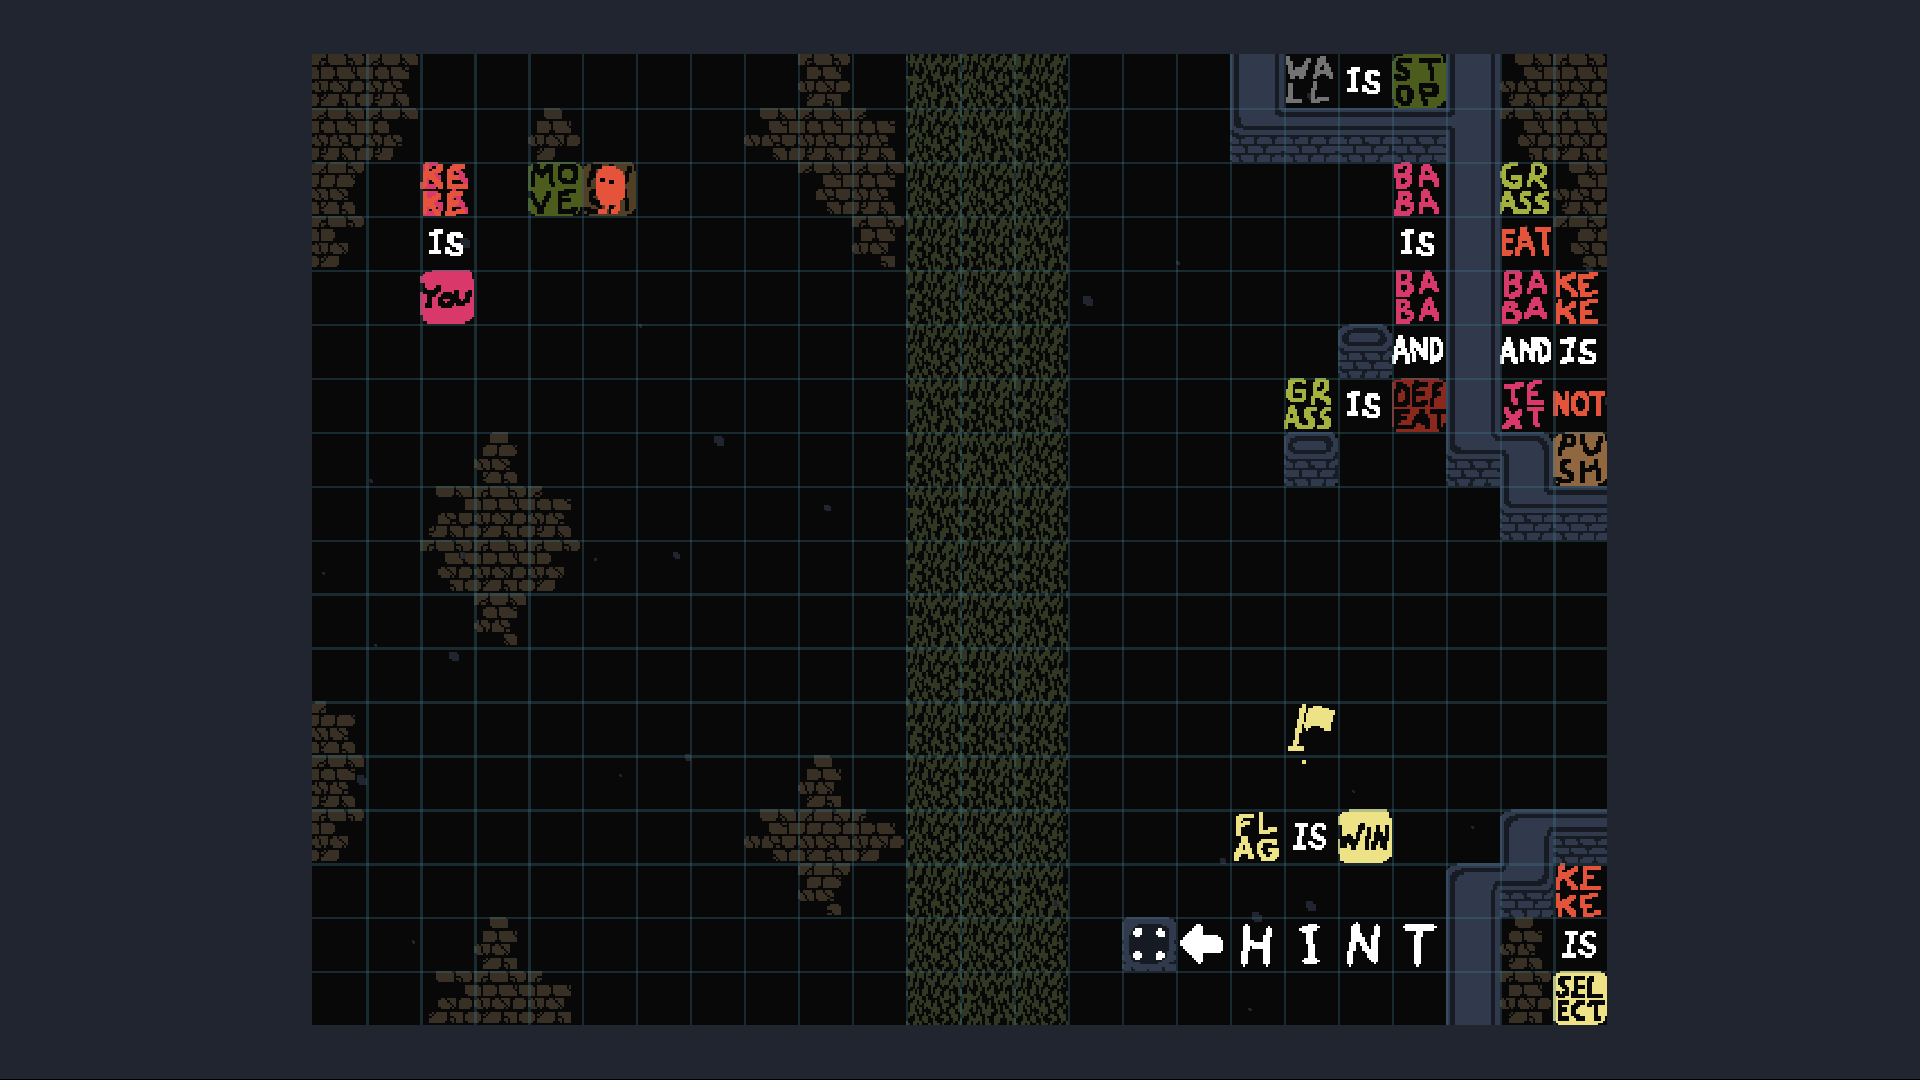 WALL IS STOP
MOVE BABA GRASS
IS IS EAT
YOU BABA BABA KEKE
AND AND IS
GRASS IS DEFEAT TEXT NOT
PUSH
FLAG IS WIN
KEKE
HINT IS
SELECT